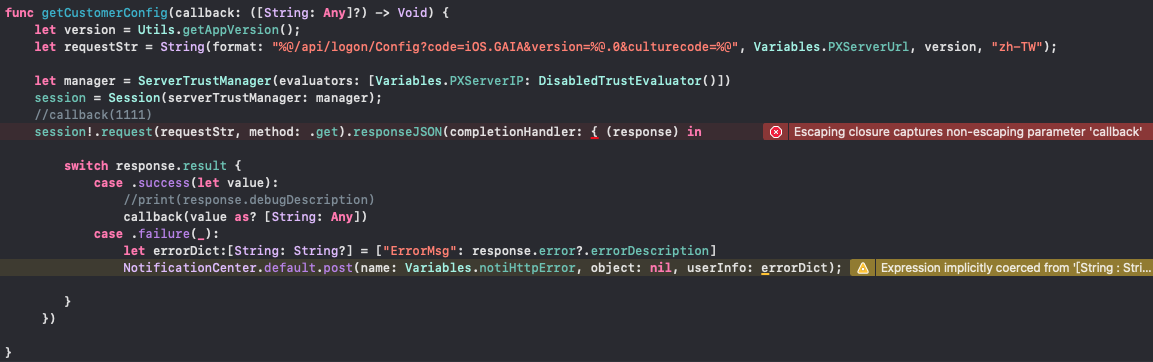 func getCustomerConfig(callback: ([String: Any]?) -> Void) {
let version = Utils.getAppVersion();
let requestStr = String(format: "%@/api/logon/Config?code=iOS.GAIA&version=%@.0&culturecode=%@", Variables.PXServerUrl, version, "zh-TW");
let manager = ServerTrustManager(evaluators: [Variables.PXServerIP: DisabledTrustEvaluator()])
session = Session(serverTrustManager: manager);
//callback(1111)
session!.request(requestStr, method: .get).responseJSON(completionHandler: { (response) in Escaping closure captures non-escaping parameter 'callback'
switch response.result {
case .success(let value):
//print(response.debugDescription)
callback(value as? [String: Any])
case .failure(_):
let errorDict:[String: String?] = ["ErrorMsg": response.error?.errorDescription]
NotificationCenter.default.post(name: Variables.notiHttpError, object: nil, userInfo: errorDict); Expression implicitly coerced from '[String : Stri...
}
})
}